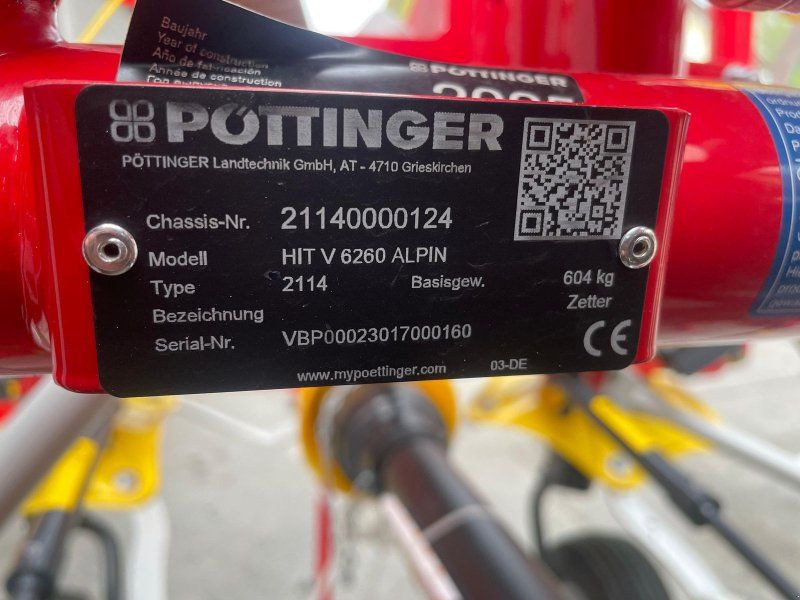 Baujahr
Year of construction
Año de fabricación
Année de construction
PÖTTINGER
PÖTTINGER
PÖTTINGER Landtechnik GmbH, AT - 4710 Grieskirchen
Chassis-Nr. 21140000124
Modell HIT V 6260 ALPIN
Type 2114 Basisgew. 604 kg
Bezeichnung Zetter
Serial-Nr. VBP00023017000160
CE
www.mypoettinger.com 03-DE